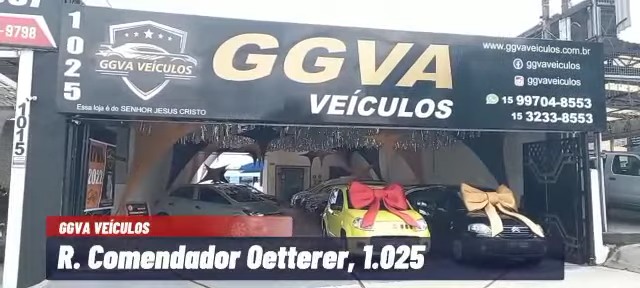 -9798
1025
GGVA VEÍCULOS
Essa loja é do SENHOR JESUS CRISTO
GGVA
VEÍCULOS
www.ggvaveiculos.com.br
ggvaveiculos
ggvaveiculos
15 99704-8553
15 3233-8553
1015
GGVA VEÍCULOS
R. Comendador Oetterer, 1.025